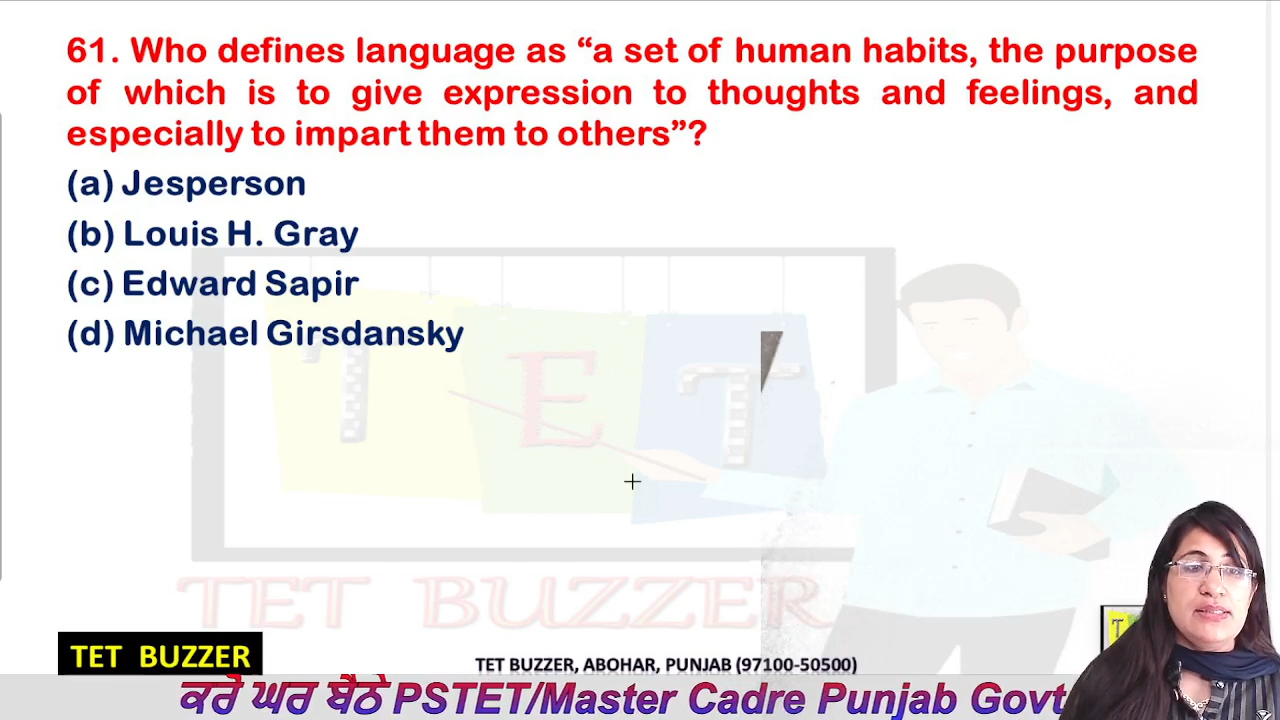 61. Who defines language as “a set of human habits, the purpose
of which is to give expression to thoughts and feelings, and
especially to impart them to others”?
(a) Jesperson
(b) Louis H. Gray
(c) Edward Sapir
(d) Michael Girsdansky
T E T
TET BUZZER
TET BUZZER
TET BUZZER, ABOHAR, PUNJAB (97100-50500)
ਕਰੋ ਘਰ ਬੈਠੇ PSTET/Master Cadre Punjab Govt